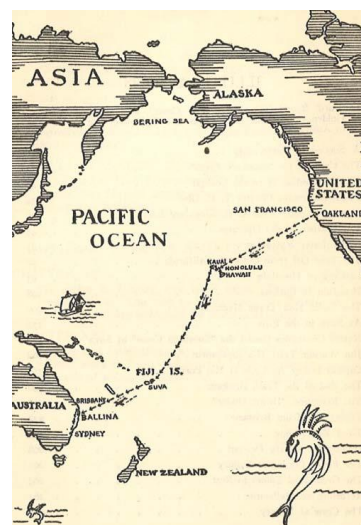 ASIA
ALASKA
BERING SEA
UNITED
STATES
SAN FRANCISCO
OAKLAND
PACIFIC
OCEAN
KAUAI
HONOLULU
HAWAII
FIJI IS.
SUVA
BRISBANE
AUSTRALIA
BALLINA
SYDNEY
NEW ZEALAND